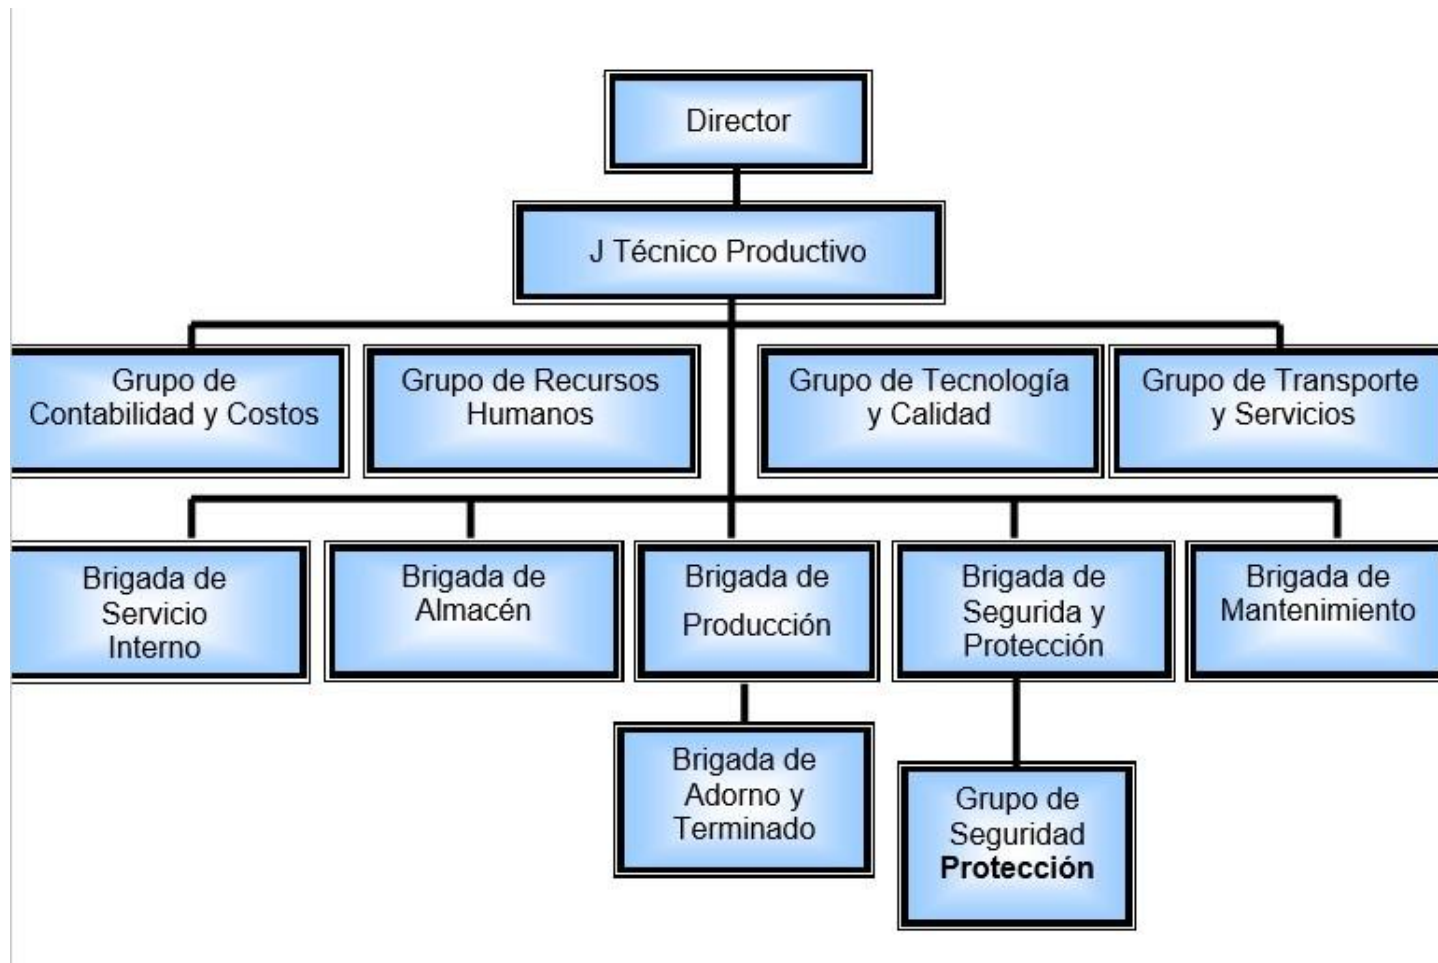 Director
J Técnico Productivo
Grupo de
Contabilidad y Costos
Grupo de Recursos
Humanos
Grupo de Tecnología
y Calidad
Grupo de Transporte
y Servicios
Brigada de
Servicio
Interno
Brigada de
Almacén
Brigada de
Producción
Brigada de
Segurida y
Protección
Brigada de
Mantenimiento
Brigada de
Adorno y
Terminado
Grupo de
Seguridad
Protección